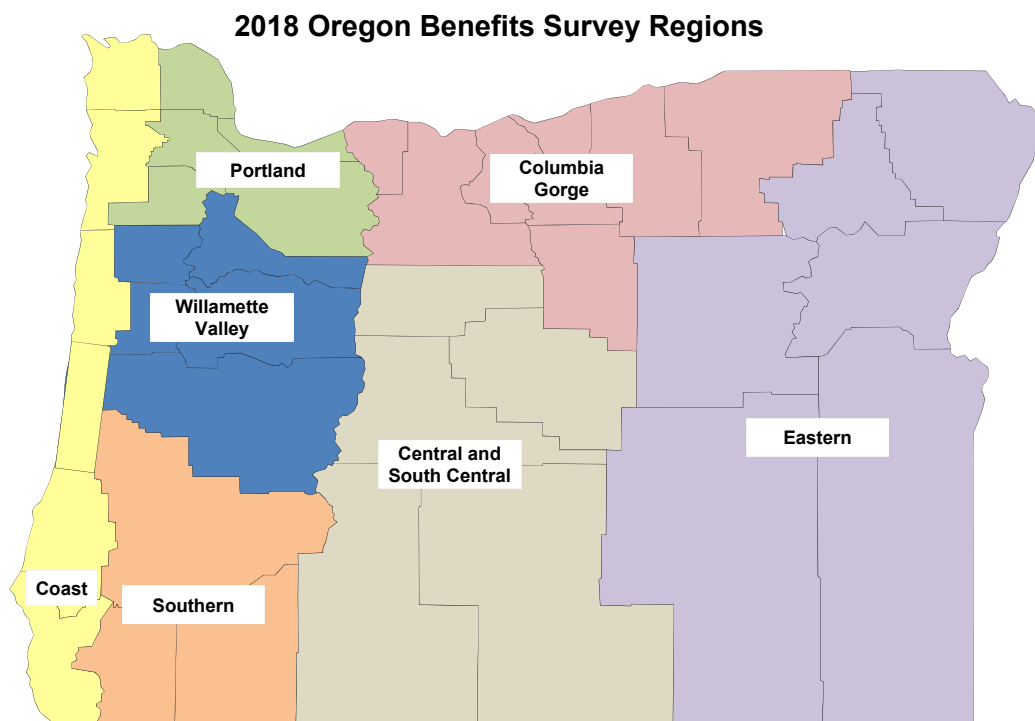 2018 Oregon Benefits Survey Regions
Portland
Columbia
Gorge
Willamette
Valley
Central and
South Central
Eastern
Coast
Southern